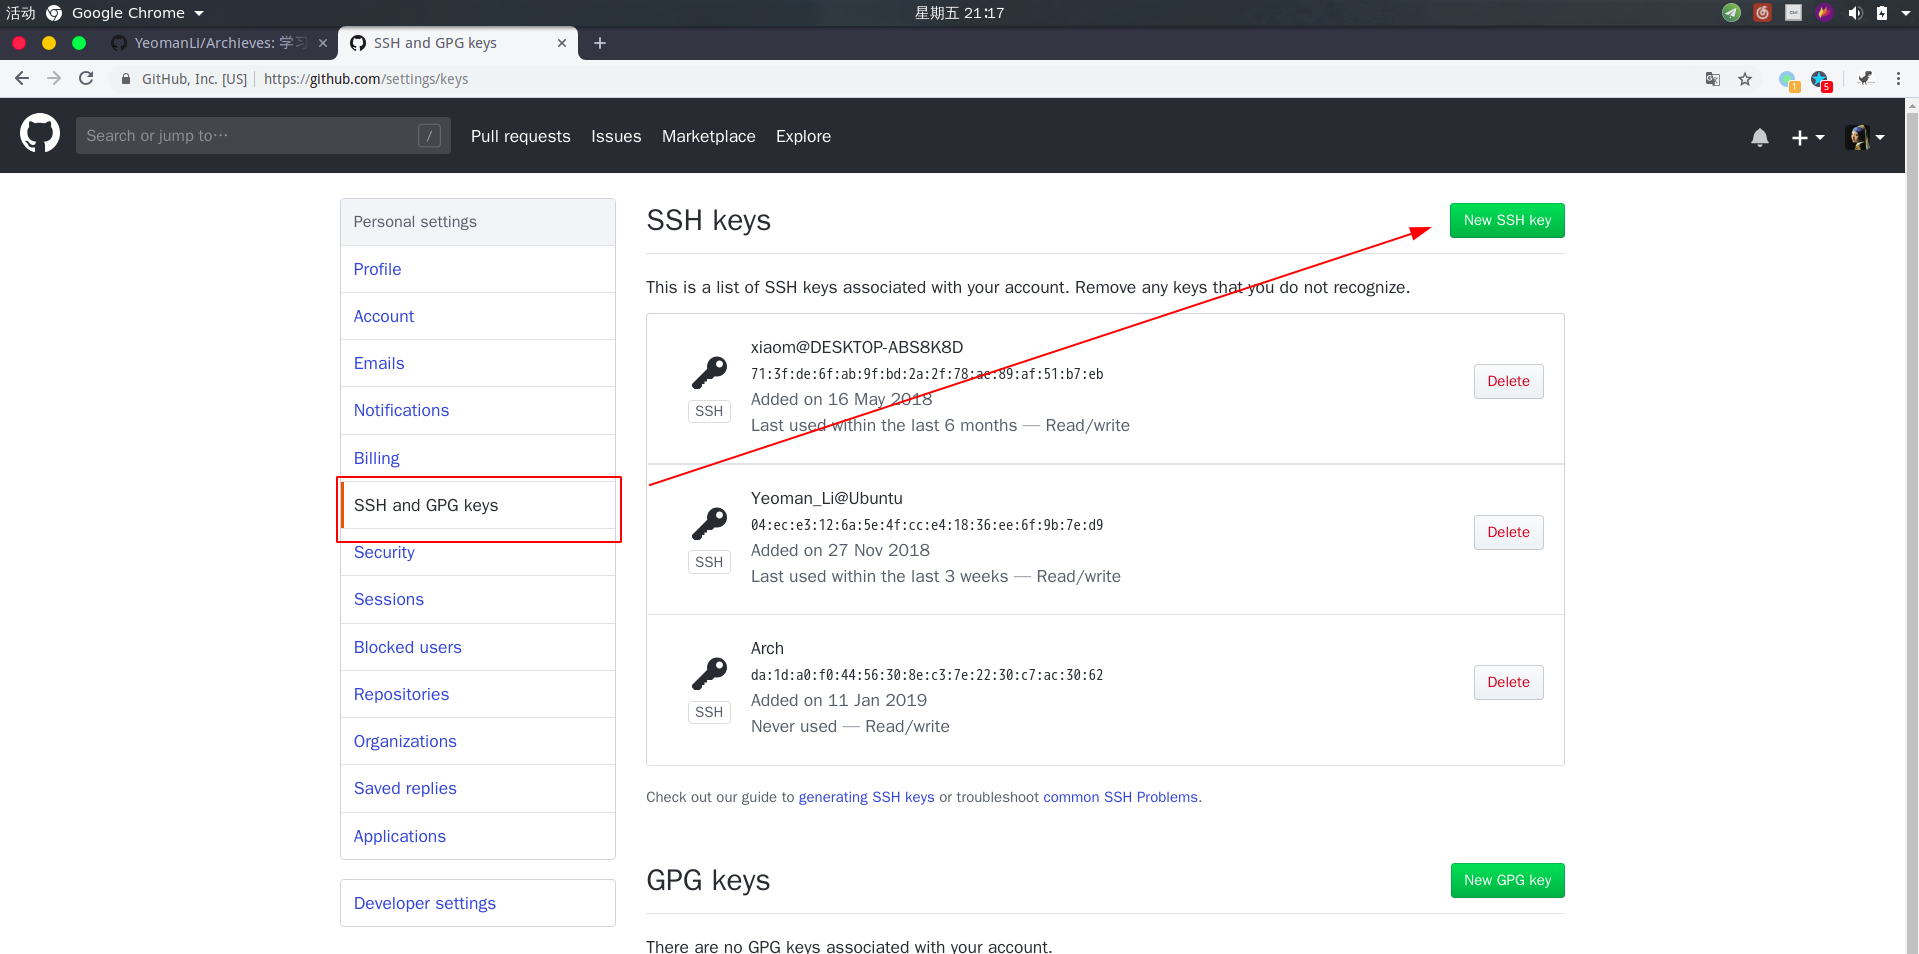 活动 Google Chrome 星期五 21:17
YeomanLi/Archieves: 学习 SSH and GPG keys
GitHub, Inc. [US] https://github.com/settings/keys 1 5
Search or jump to… / Pull requests Issues Marketplace Explore
Personal settings
Profile
Account
Emails
Notifications
Billing
SSH and GPG keys
Security
Sessions
Blocked users
Repositories
Organizations
Saved replies
Applications
Developer settings
SSH keys
New SSH key
This is a list of SSH keys associated with your account. Remove any keys that you do not recognize.
xiaom@DESKTOP-ABS8K8D
71:3f:de:6f:ab:9f:bd:2a:2f:78:ae:89:af:51:b7:eb
Added on 16 May 2018
Last used within the last 6 months — Read/write
SSH
Delete
Yeoman_Li@Ubuntu
04:ec:e3:12:6a:5e:4f:cc:e4:18:36:ee:6f:9b:7e:d9
Added on 27 Nov 2018
Last used within the last 3 weeks — Read/write
SSH
Delete
Arch
da:1d:a0:f0:44:56:30:8e:c3:7e:22:30:c7:ac:30:62
Added on 11 Jan 2019
Never used — Read/write
SSH
Delete
Check out our guide to generating SSH keys or troubleshoot common SSH Problems.
GPG keys
New GPG key
There are no GPG keys associated with your account.